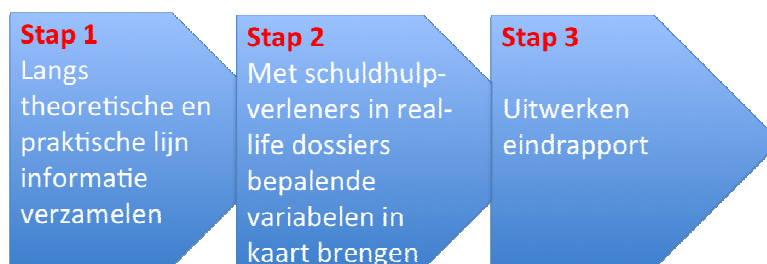 Stap 1
Langs
theoretische en
praktische lijn
informatie
verzamelen
Stap 2
Met schuldhulp-
verleners in real-
life dossiers
bepalende
variabelen in
kaart brengen
Stap 3
Uitwerken
eindrapport